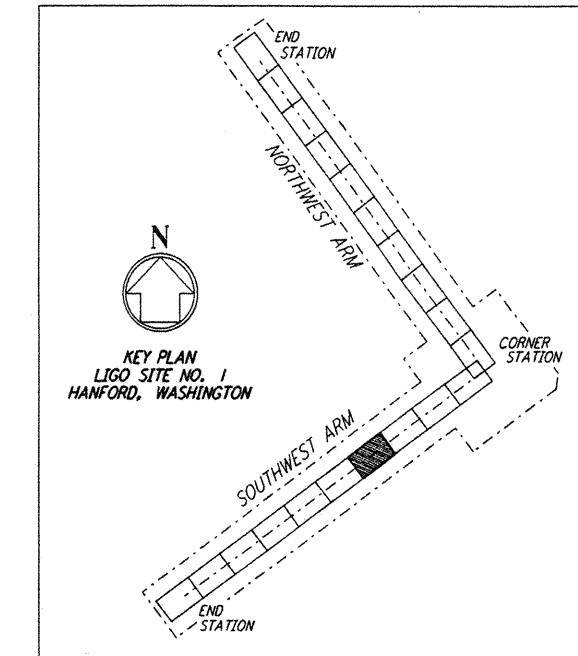 END
STATION
NORTHWEST ARM
N
KEY PLAN
LIGO SITE NO. 1
HANFORD, WASHINGTON
CORNER
STATION
SOUTHWEST ARM
END
STATION